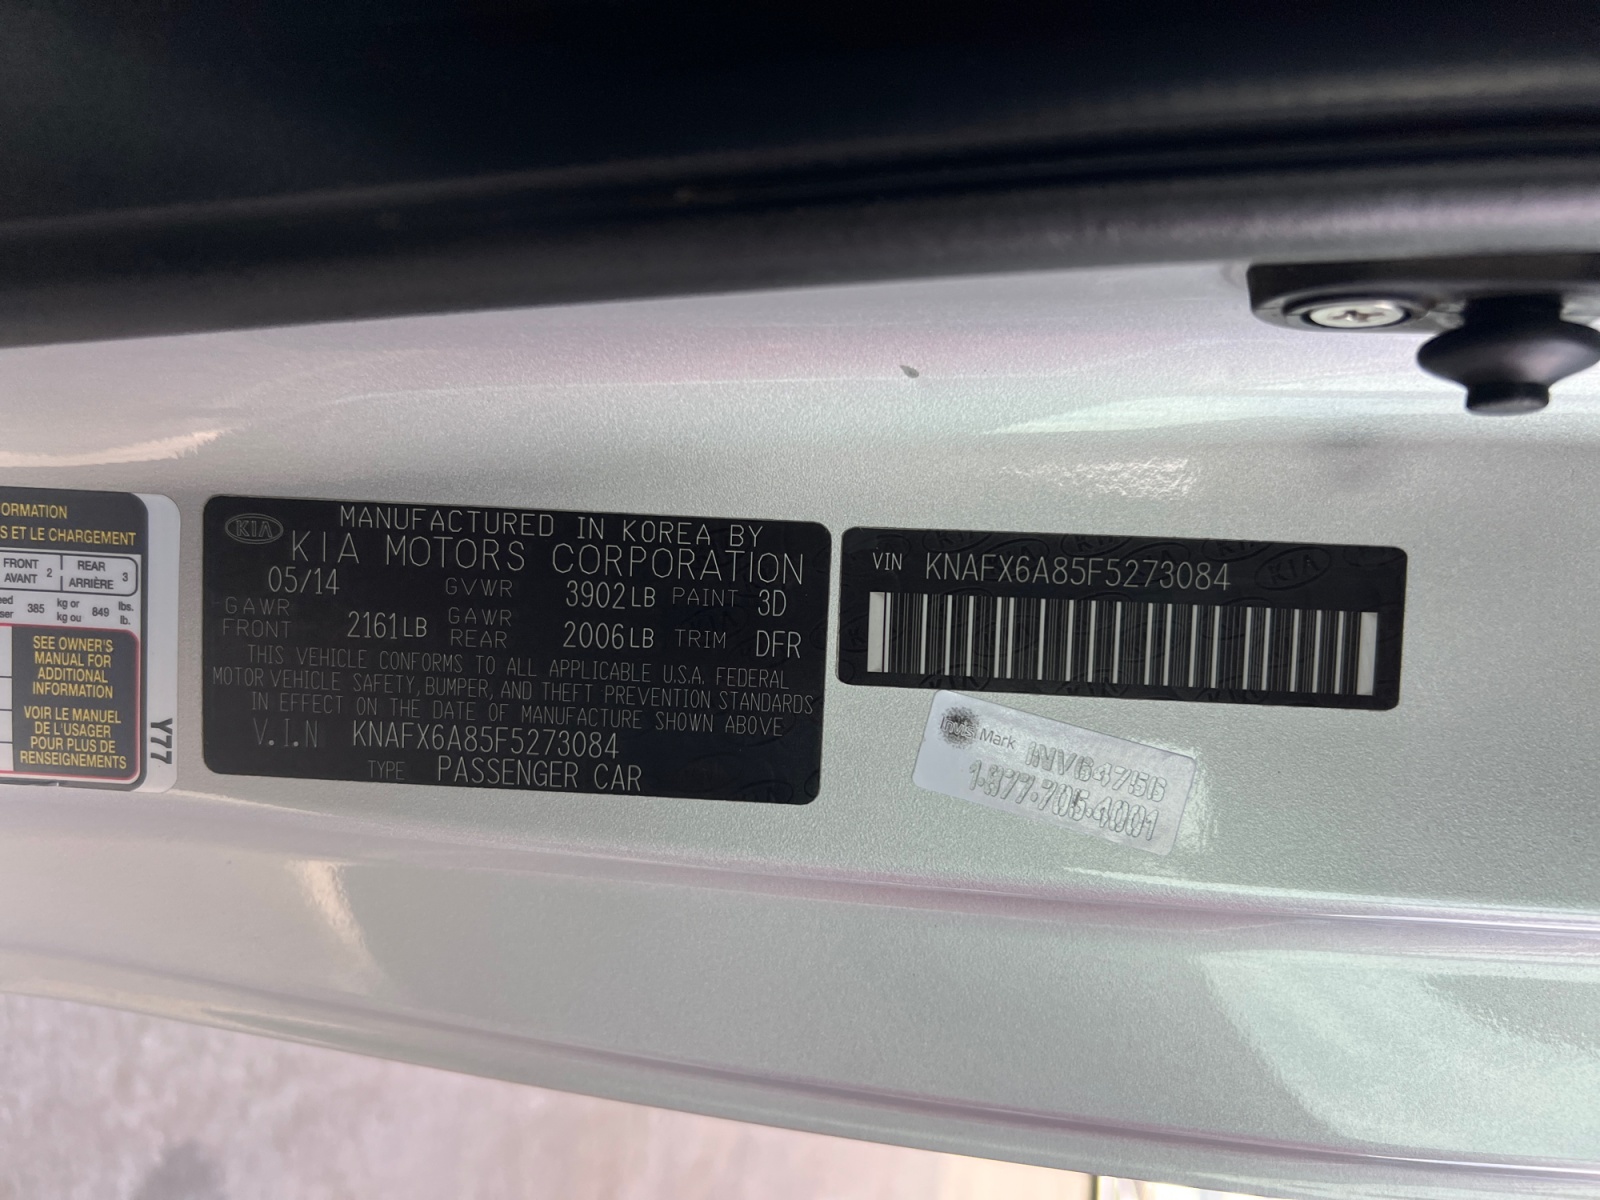 ORMATION
S ET LE CHARGEMENT
FRONT
AVANT 2
REAR
ARRIÈRE 3
385 kg or
kg ou 849 lbs.
lb.
SEE OWNER'S
MANUAL FOR
ADDITIONAL
INFORMATION
VOIR LE MANUEL
DE L'USAGER
POUR PLUS DE
RENSEIGNEMENTS
Y77
KIA
MANUFACTURED IN KOREA BY
KIA MOTORS CORPORATION
05/14 GVWR 3902LB PAINT 3D
GAWR
FRONT 2161LB GAWR
REAR 2006LB TRIM DFR
THIS VEHICLE CONFORMS TO ALL APPLICABLE U.S.A. FEDERAL
MOTOR VEHICLE SAFETY, BUMPER, AND THEFT PREVENTION STANDARDS
IN EFFECT ON THE DATE OF MANUFACTURE SHOWN ABOVE
V.I.N KNAFX6A85F5273084
TYPE PASSENGER CAR
VIN KNAFX6A85F5273084
Mark INV64756
1.877.705.4001